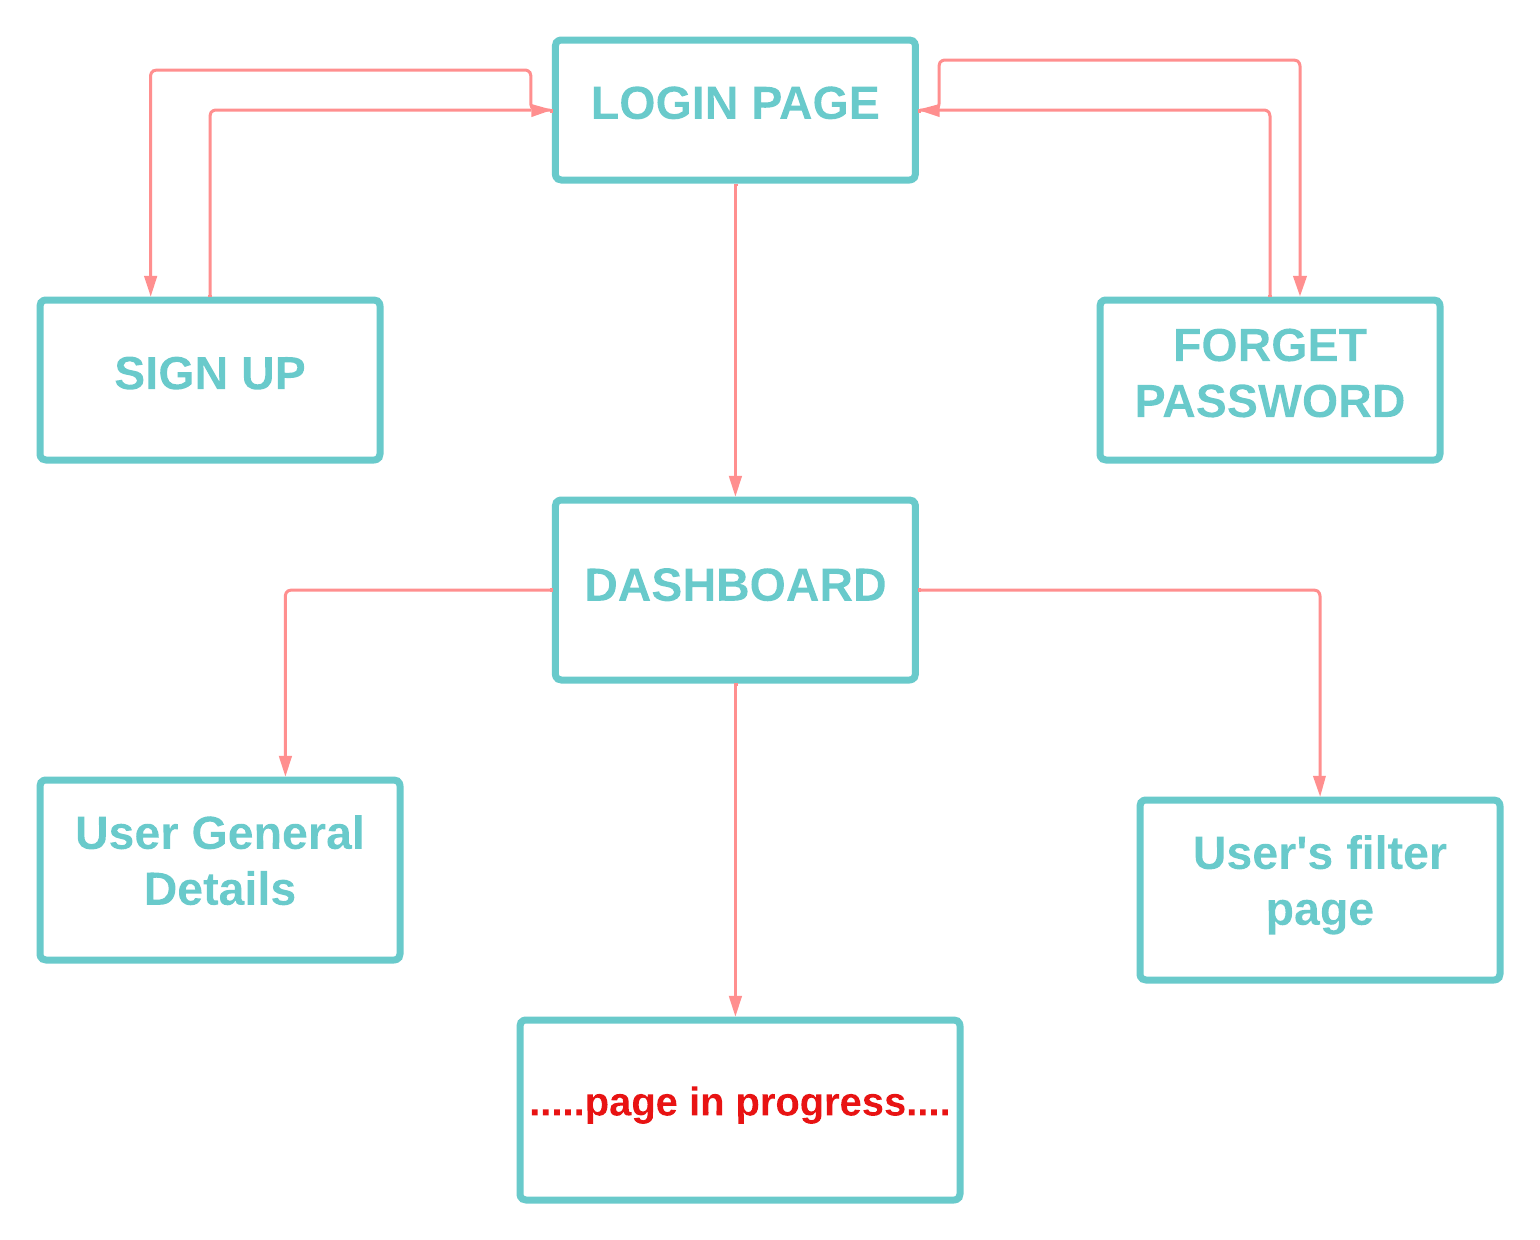 LOGIN PAGE
SIGN UP
FORGET
PASSWORD
DASHBOARD
User General
Details
User's filter
page
.....page in progress....